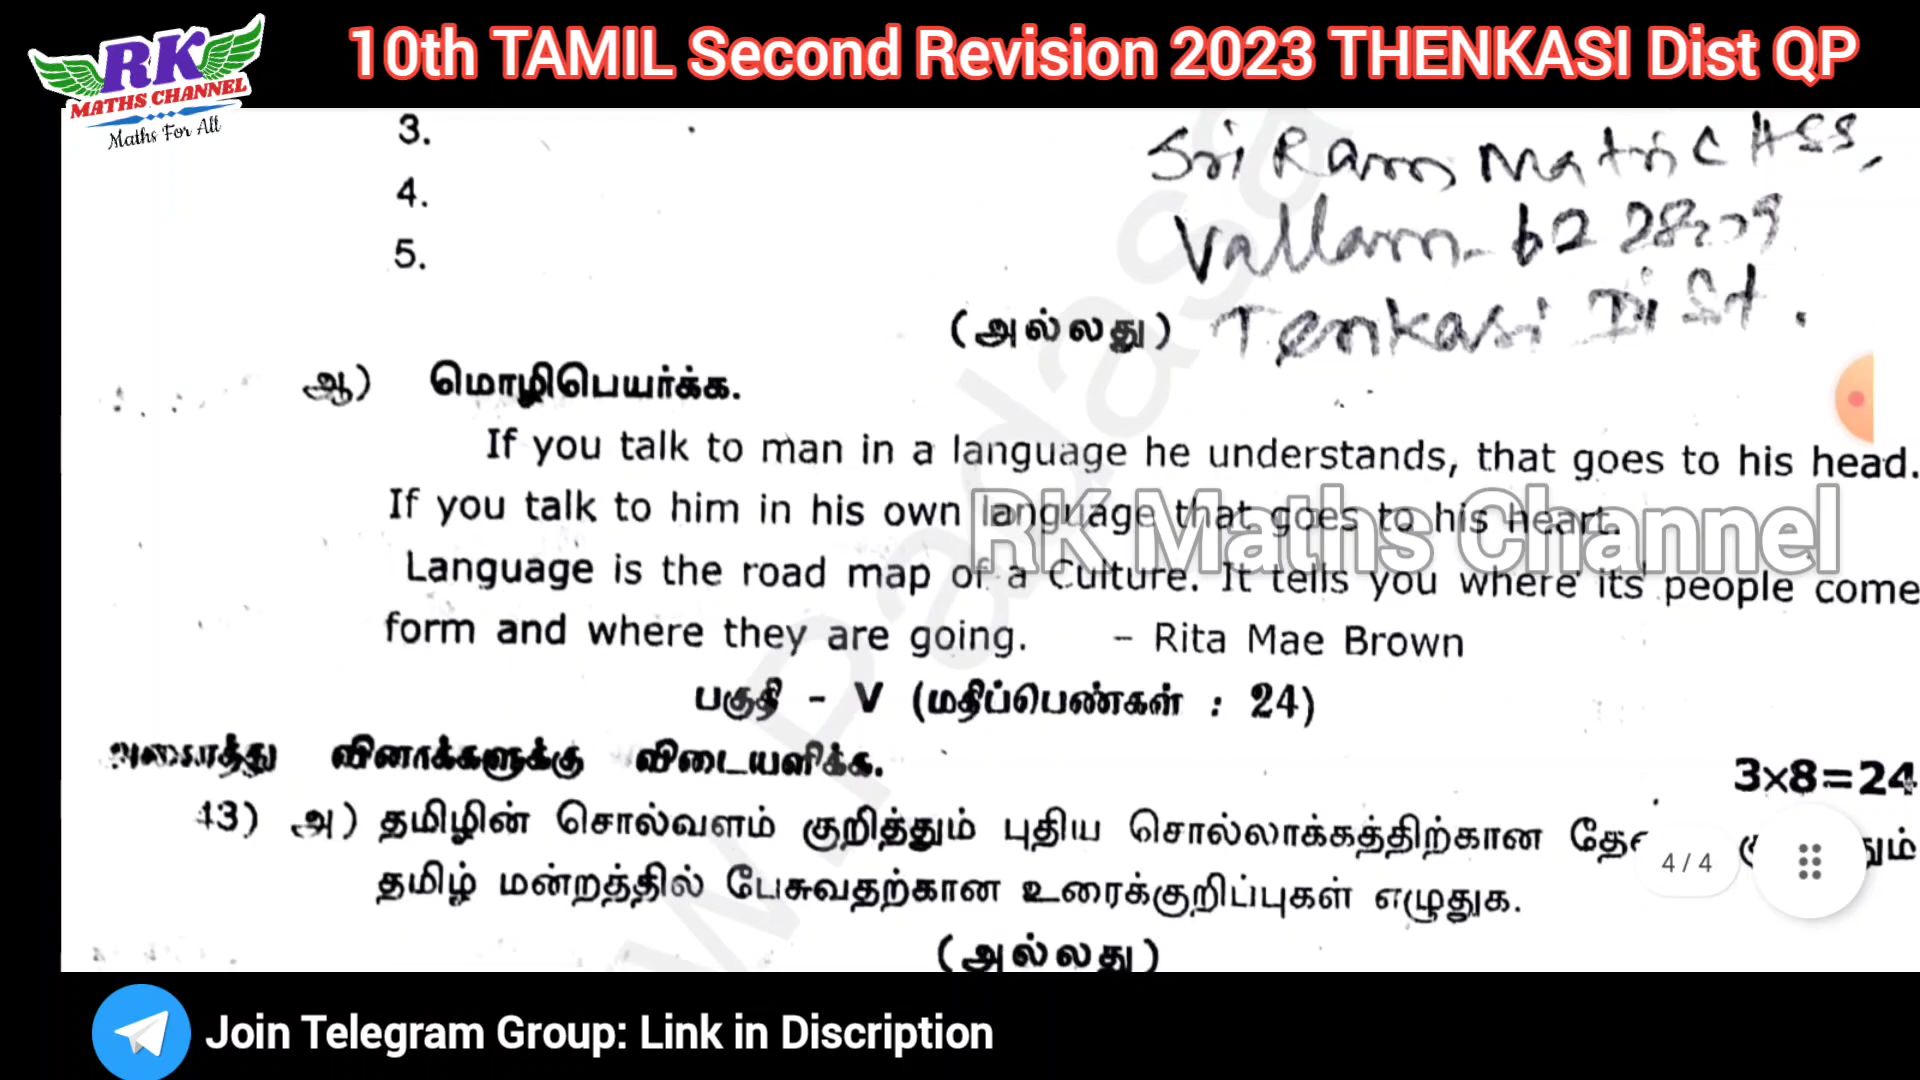 RK
MATHS CHANNEL
Maths For All
10th TAMIL Second Revision 2023 THENKASI Dist QP
3.
4.
5.
Sri Ram Matric HSS,
Vallam - 62
Tenkasi Dist.
(அல்லது)
ஆ) மொழிபெயர்க்க.
If you talk to man in a language he understands, that goes to his head.
If you talk to him in his own language that goes to his heart.
RK Maths Channel
Language is the road map of a Culture. It tells you where its people come
form and where they are going. – Rita Mae Brown
பகுதி - V (மதிப்பெண்கள் : 24)
அனைத்து வினாக்களுக்கு விடையளிக்க.
3×8=24
43) அ) தமிழின் சொல்வளம் குறித்தும் புதிய சொல்லாக்கத்திற்கான
4 / 4
தமிழ் மன்றத்தில் பேசுவதற்கான உரைக்குறிப்புகள் எழுதுக.
(அல்லது)
Join Telegram Group: Link in Discription